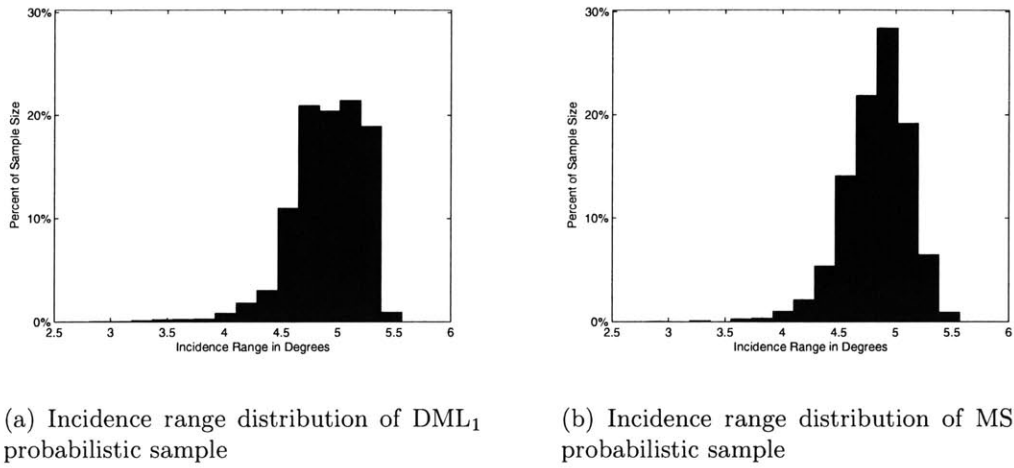 30%
20%
10%
0%
Percent of Sample Size
2.5 3 3.5 4 4.5 5 5.5 6
Incidence Range in Degrees
(a) Incidence range distribution of DML₁
probabilistic sample
30%
20%
10%
0%
Percent of Sample Size
2.5 3 3.5 4 4.5 5 5.5 6
Incidence Range in Degrees
(b) Incidence range distribution of MS
probabilistic sample